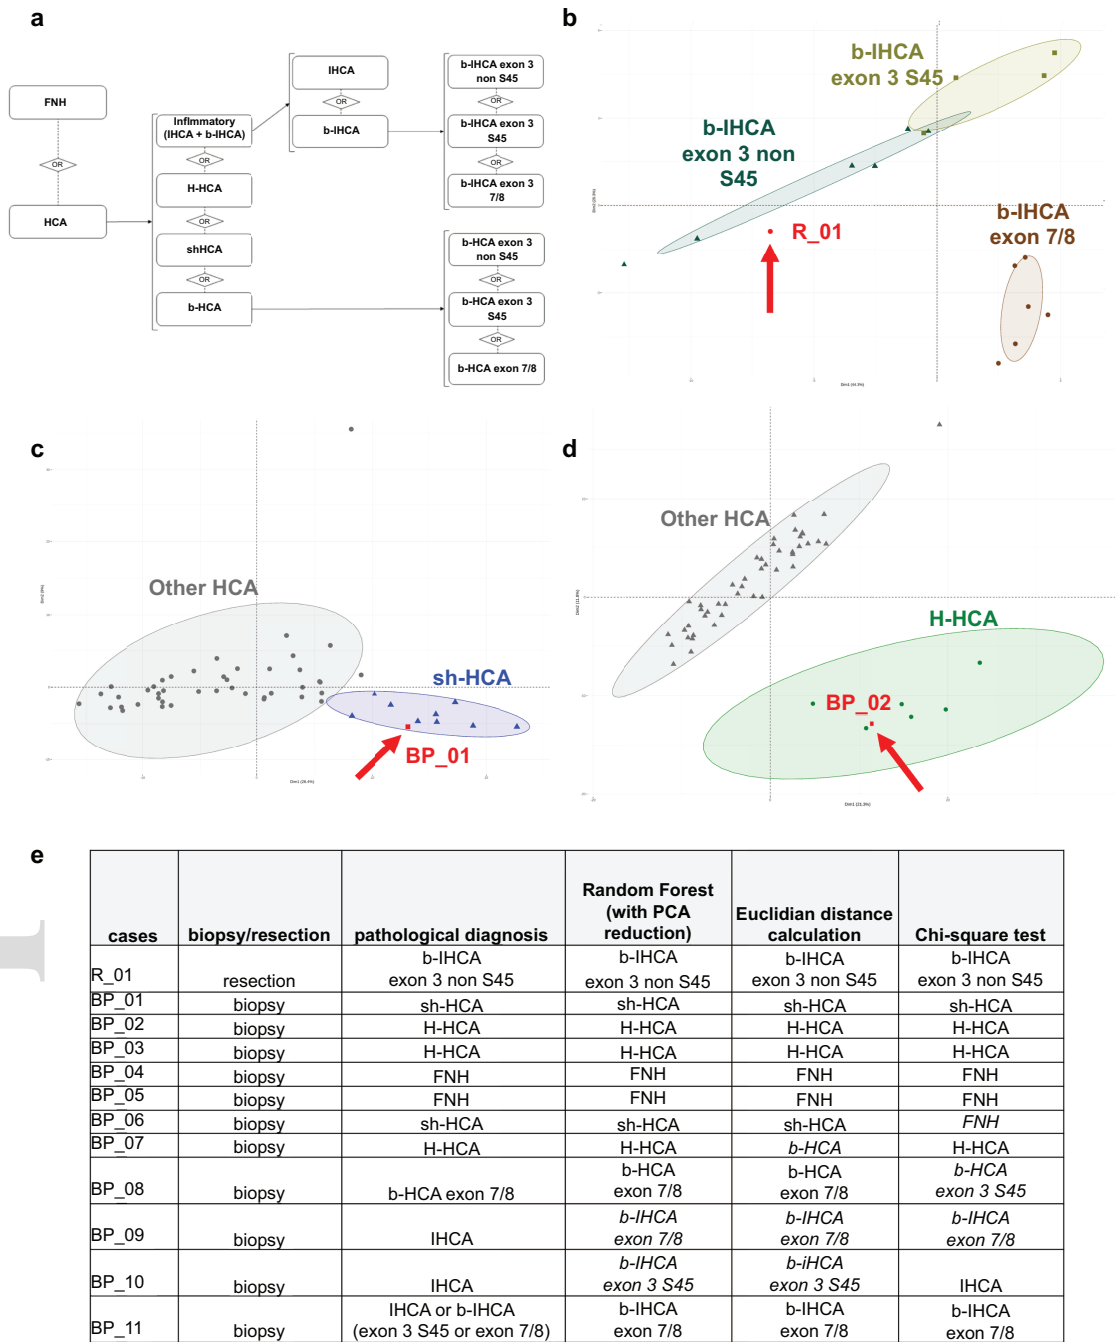 a
FNH
OR
HCA
Inflmmatory
(IHCA + b-IHCA)
OR
H-HCA
OR
shHCA
OR
b-HCA
IHCA
OR
b-IHCA
b-IHCA exon 3
non S45
OR
b-IHCA exon 3
S45
OR
b-IHCA exon 3
7/8
b-HCA exon 3
non S45
OR
b-HCA exon 3
S45
OR
b-HCA exon 7/8
b
b-IHCA
exon 3 S45
b-IHCA
exon 3 non
S45
R_01
b-IHCA
exon 7/8
c
Other HCA
sh-HCA
BP_01
d
Other HCA
H-HCA
BP_02
e
cases biopsy/resection pathological diagnosis Random Forest (with PCA reduction) Euclidian distance calculation Chi-square test
R_01 resection b-IHCA exon 3 non S45 b-IHCA exon 3 non S45 b-IHCA exon 3 non S45 b-IHCA exon 3 non S45
BP_01 biopsy sh-HCA sh-HCA sh-HCA sh-HCA
BP_02 biopsy H-HCA H-HCA H-HCA H-HCA
BP_03 biopsy H-HCA H-HCA H-HCA H-HCA
BP_04 biopsy FNH FNH FNH FNH
BP_05 biopsy FNH FNH FNH FNH
BP_06 biopsy sh-HCA sh-HCA sh-HCA FNH
BP_07 biopsy H-HCA H-HCA b-HCA H-HCA
BP_08 biopsy b-HCA exon 7/8 b-HCA exon 7/8 b-HCA exon 7/8 b-HCA exon 3 S45
BP_09 biopsy IHCA b-IHCA exon 7/8 b-IHCA exon 7/8 b-IHCA exon 7/8
BP_10 biopsy IHCA b-IHCA exon 3 S45 b-iHCA exon 3 S45 IHCA
BP_11 biopsy IHCA or b-IHCA (exon 3 S45 or exon 7/8) b-IHCA exon 7/8 b-IHCA exon 7/8 b-IHCA exon 7/8